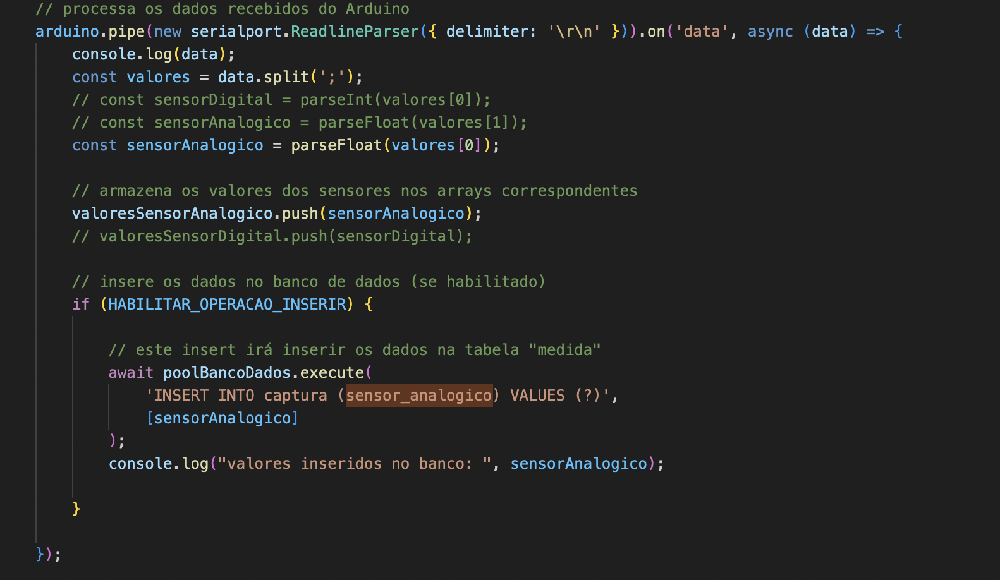 // processa os dados recebidos do Arduino
arduino.pipe(new serialport.ReadlineParser({ delimiter: '\r\n' })).on('data', async (data) => {
console.log(data);
const valores = data.split(';');
// const sensorDigital = parseInt(valores[0]);
// const sensorAnalogico = parseFloat(valores[1]);
const sensorAnalogico = parseFloat(valores[0]);
// armazena os valores dos sensores nos arrays correspondentes
valoresSensorAnalogico.push(sensorAnalogico);
// valoresSensorDigital.push(sensorDigital);
// insere os dados no banco de dados (se habilitado)
if (HABILITAR_OPERACAO_INSERIR) {
// este insert irá inserir os dados na tabela "medida"
await poolBancoDados.execute(
'INSERT INTO captura (sensor_analogico) VALUES (?)',
[sensorAnalogico]
);
console.log("valores inseridos no banco: ", sensorAnalogico);
}
});